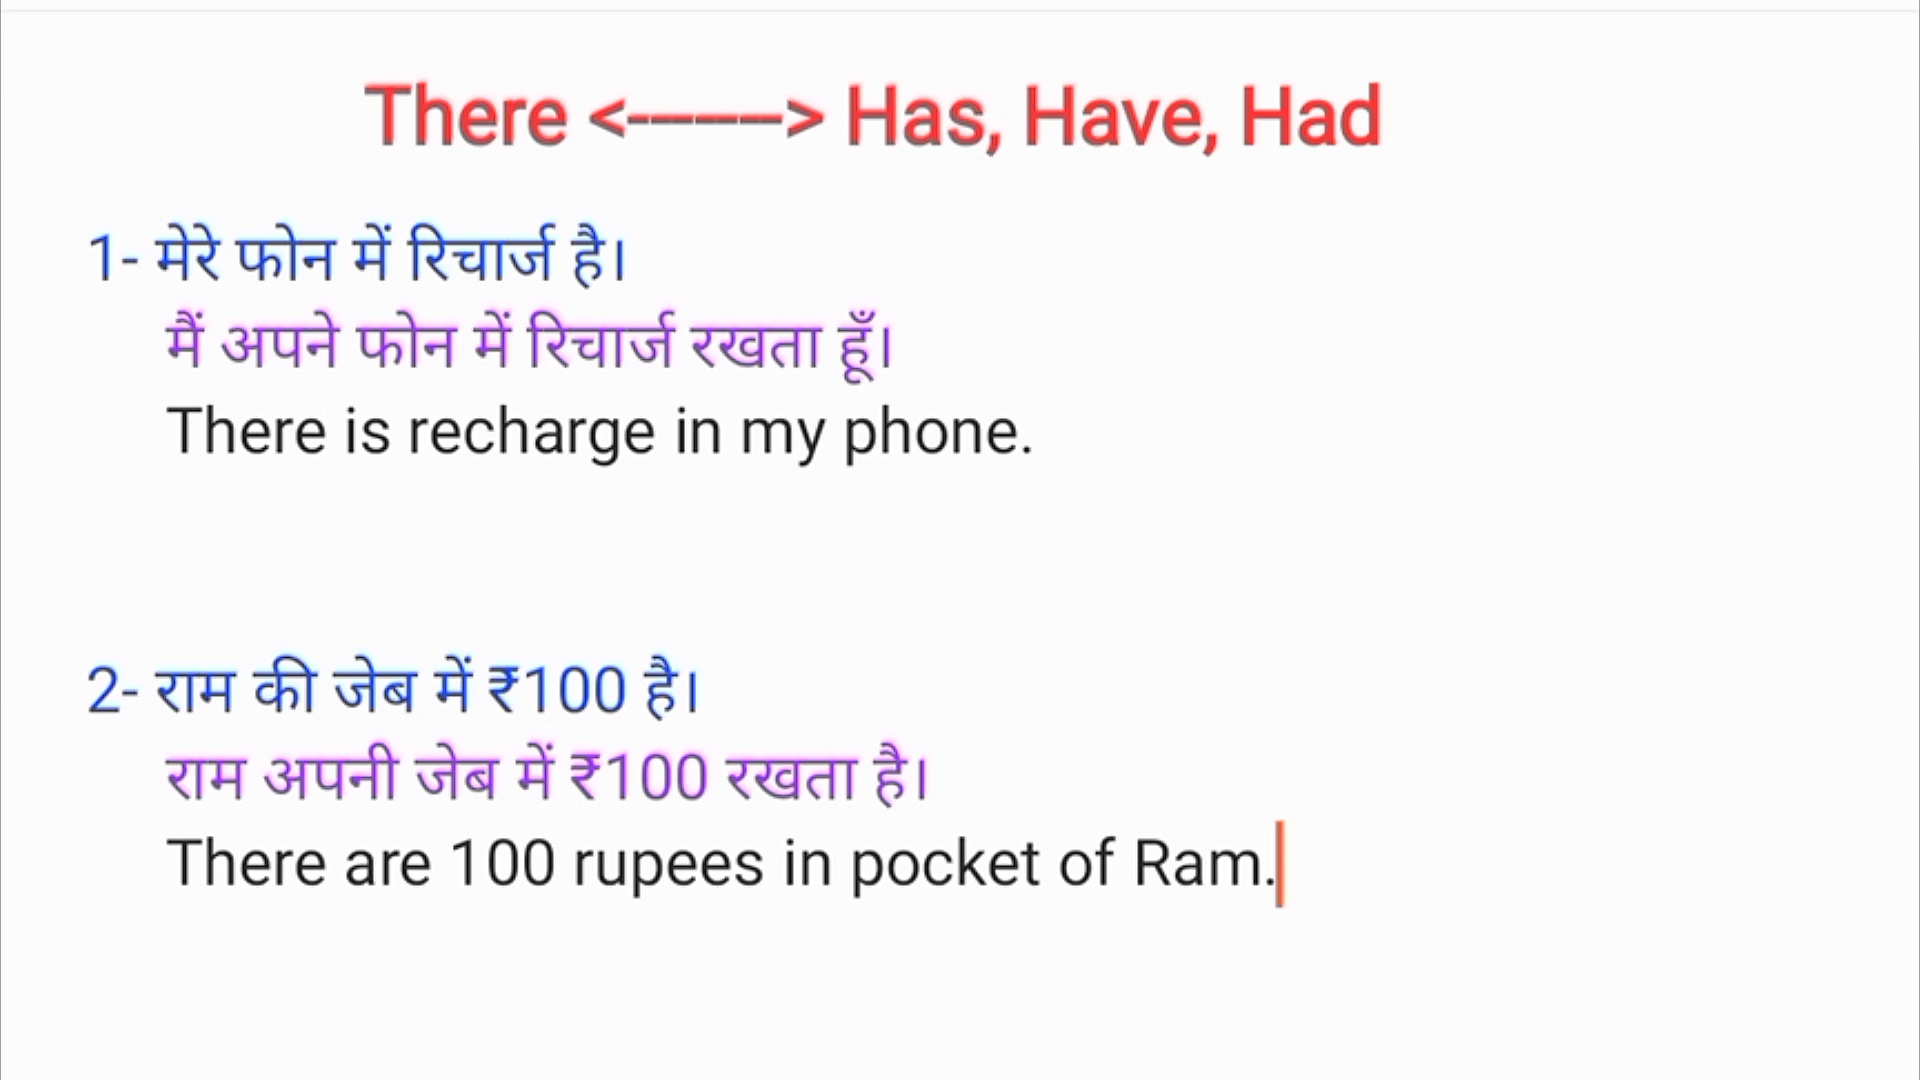 There <------> Has, Have, Had
1- मेरे फोन में रिचार्ज है।
मैं अपने फोन में रिचार्ज रखता हूँ।
There is recharge in my phone.
2- राम की जेब में ₹100 है।
राम अपनी जेब में ₹100 रखता है।
There are 100 rupees in pocket of Ram.